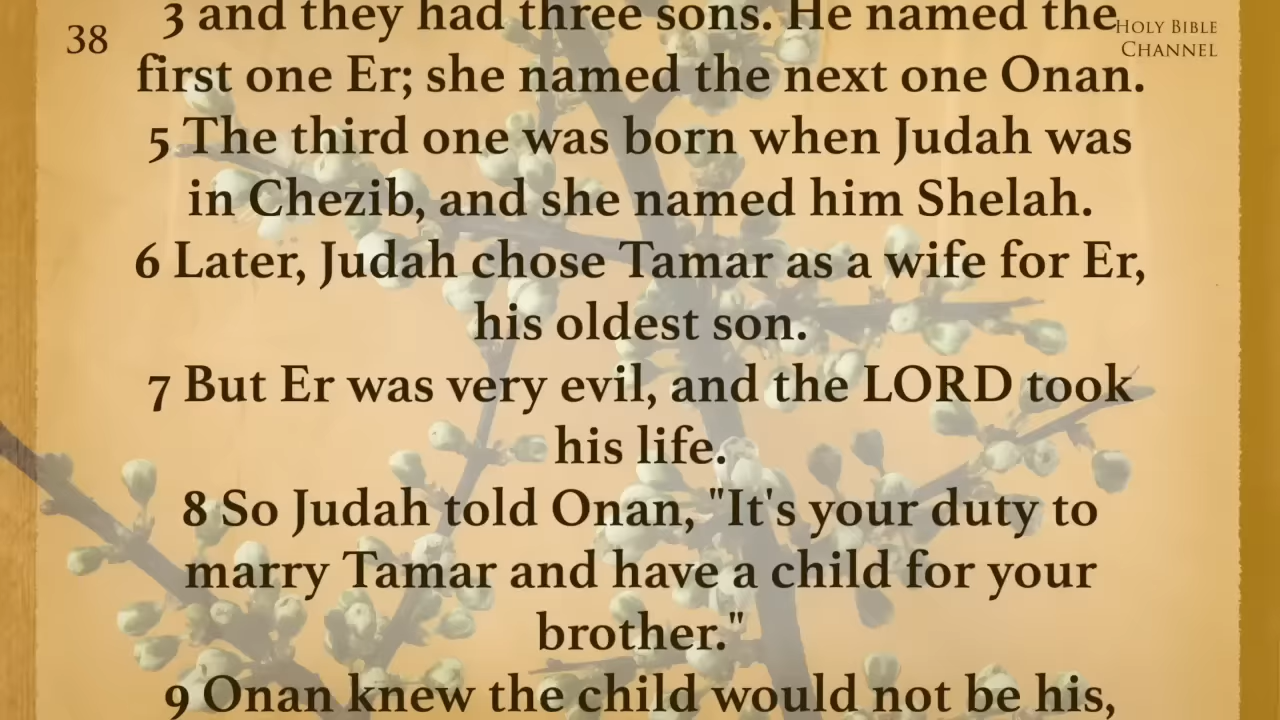 38
HOLY BIBLE
CHANNEL
3 and they had three sons. He named the
first one Er; she named the next one Onan.
5 The third one was born when Judah was
in Chezib, and she named him Shelah.
6 Later, Judah chose Tamar as a wife for Er,
his oldest son.
7 But Er was very evil, and the LORD took
his life.
8 So Judah told Onan, "It's your duty to
marry Tamar and have a child for your
brother."
9 Onan knew the child would not be his,